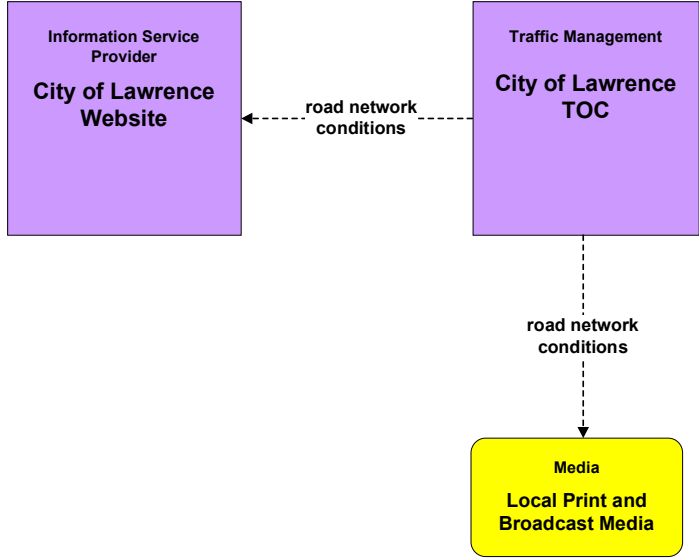 Information Service
Provider
City of Lawrence
Website
road network
conditions
Traffic Management
City of Lawrence
TOC
road network
conditions
Media
Local Print and
Broadcast Media